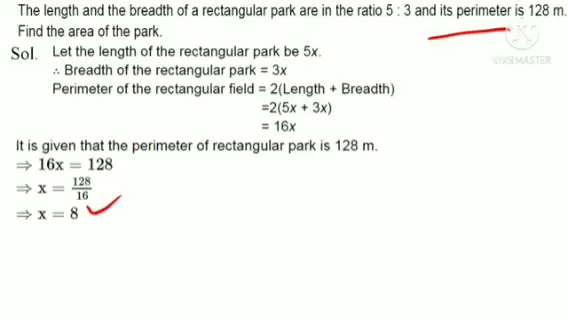 The length and the breadth of a rectangular park are in the ratio 5 : 3 and its perimeter is 128 m.
Find the area of the park.
Sol. Let the length of the rectangular park be 5x.
∴ Breadth of the rectangular park = 3x
Perimeter of the rectangular field = 2(Length + Breadth)
=2(5x + 3x)
= 16x
It is given that the perimeter of rectangular park is 128 m.
⇒ 16x = 128
⇒ x = 128/16
⇒ x = 8
K
KINEMASTER